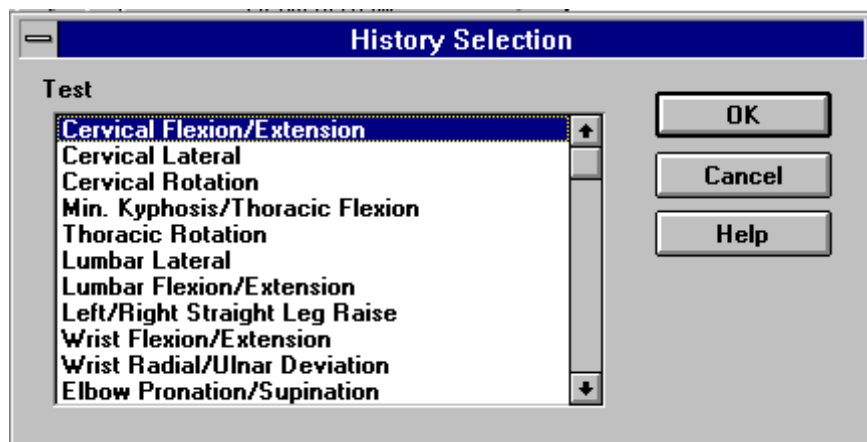 History Selection
Test
Cervical Flexion/Extension
Cervical Lateral
Cervical Rotation
Min. Kyphosis/Thoracic Flexion
Thoracic Rotation
Lumbar Lateral
Lumbar Flexion/Extension
Left/Right Straight Leg Raise
Wrist Flexion/Extension
Wrist Radial/Ulnar Deviation
Elbow Pronation/Supination
OK
Cancel
Help